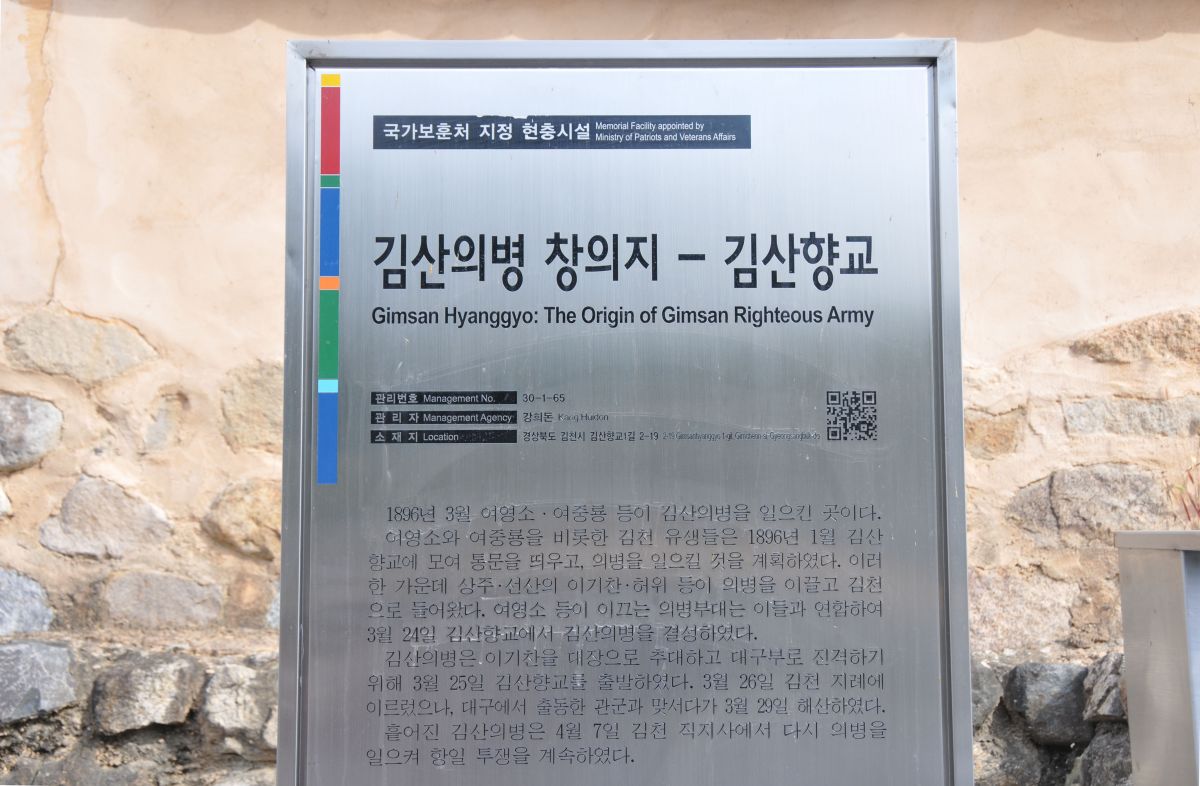 국가보훈처 지정 현충시설 Memorial Facility appointed by
Ministry of Patriots and Veterans Affairs
김산의병 창의지 – 김산향교
Gimsan Hyanggyo: The Origin of Gimsan Righteous Army
관리번호 Management No. 30-1-65
관 리 자 Management Agency 강희돈 Kang Huidon
소 재 지 Location 경상북도 김천시 김산향교1길 2-19 2-19 Gimsanhyanggyo 1-gil, Gimcheon-si Gyeongsangbuk-do
1896년 3월 여영소·여중룡 등이 김산의병을 일으킨 곳이다.
여영소와 여중룡을 비롯한 김천 유생들은 1896년 1월 김산
향교에 모여 통문을 띄우고, 의병을 일으킬 것을 계획하였다. 이러
한 가운데 상주·선산의 이기찬·허위 등이 의병을 이끌고 김천
으로 들어왔다. 여영소 등이 이끄는 의병부대는 이들과 연합하여
3월 24일 김산향교에서 김산의병을 결성하였다.
김산의병은 이기찬을 대장으로 추대하고 대구부로 진격하기
위해 3월 25일 김산향교를 출발하였다. 3월 26일 김천 지례에
이르렀으나, 대구에서 출동한 관군과 맞서다가 3월 29일 해산하였다.
흩어진 김산의병은 4월 7일 김천 직지사에서 다시 의병을
일으켜 항일 투쟁을 계속하였다.